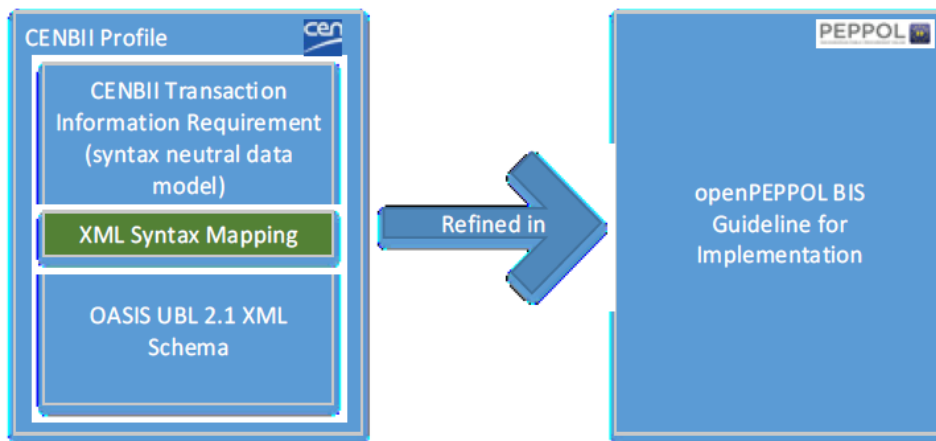 CENBII Profile
cen
CENBII Transaction
Information Requirement
(syntax neutral data
model)
XML Syntax Mapping
OASIS UBL 2.1 XML
Schema
Refined in
PEPPOL
openPEPPOL BIS
Guideline for
Implementation